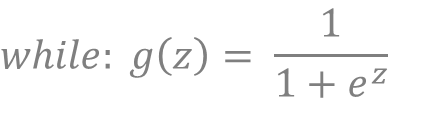 while: g(z) = 1 / (1 + e^z)